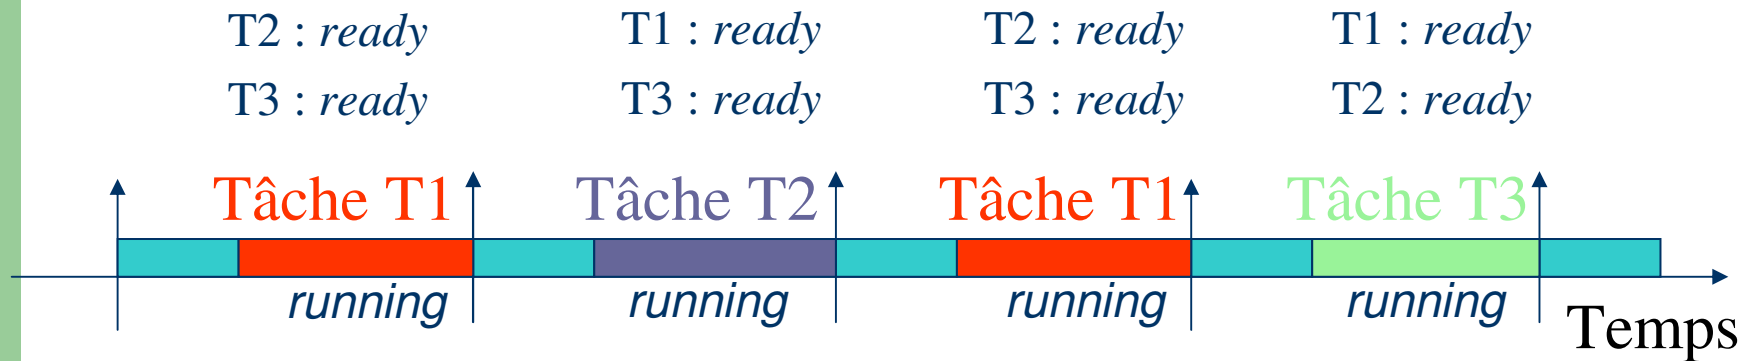 T2 : ready T1 : ready T2 : ready T1 : ready
T3 : ready T3 : ready T3 : ready T2 : ready
Tâche T1 Tâche T2 Tâche T1 Tâche T3
running running running running
Temps